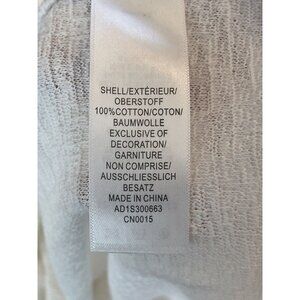 SHELL/EXTÉRIEUR/
OBERSTOFF
100%COTTON/COTON/
BAUMWOLLE
EXCLUSIVE OF
DECORATION/
GARNITURE
NON COMPRISE/
AUSSCHLIESSLICH
BESATZ
MADE IN CHINA
AD1S300663
CN0015